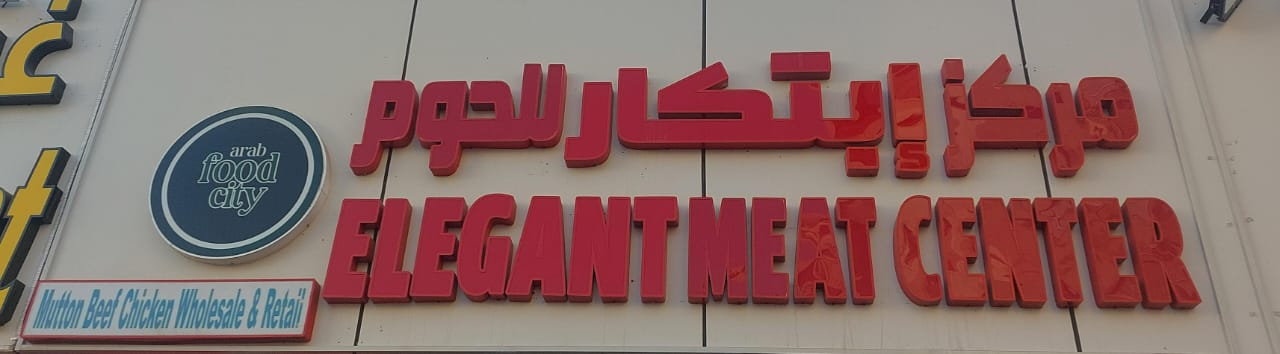 مركز إبتكار للحوم
ELEGANT MEAT CENTER
arab
food
city
Mutton Beef Chicken Wholesale & Retail